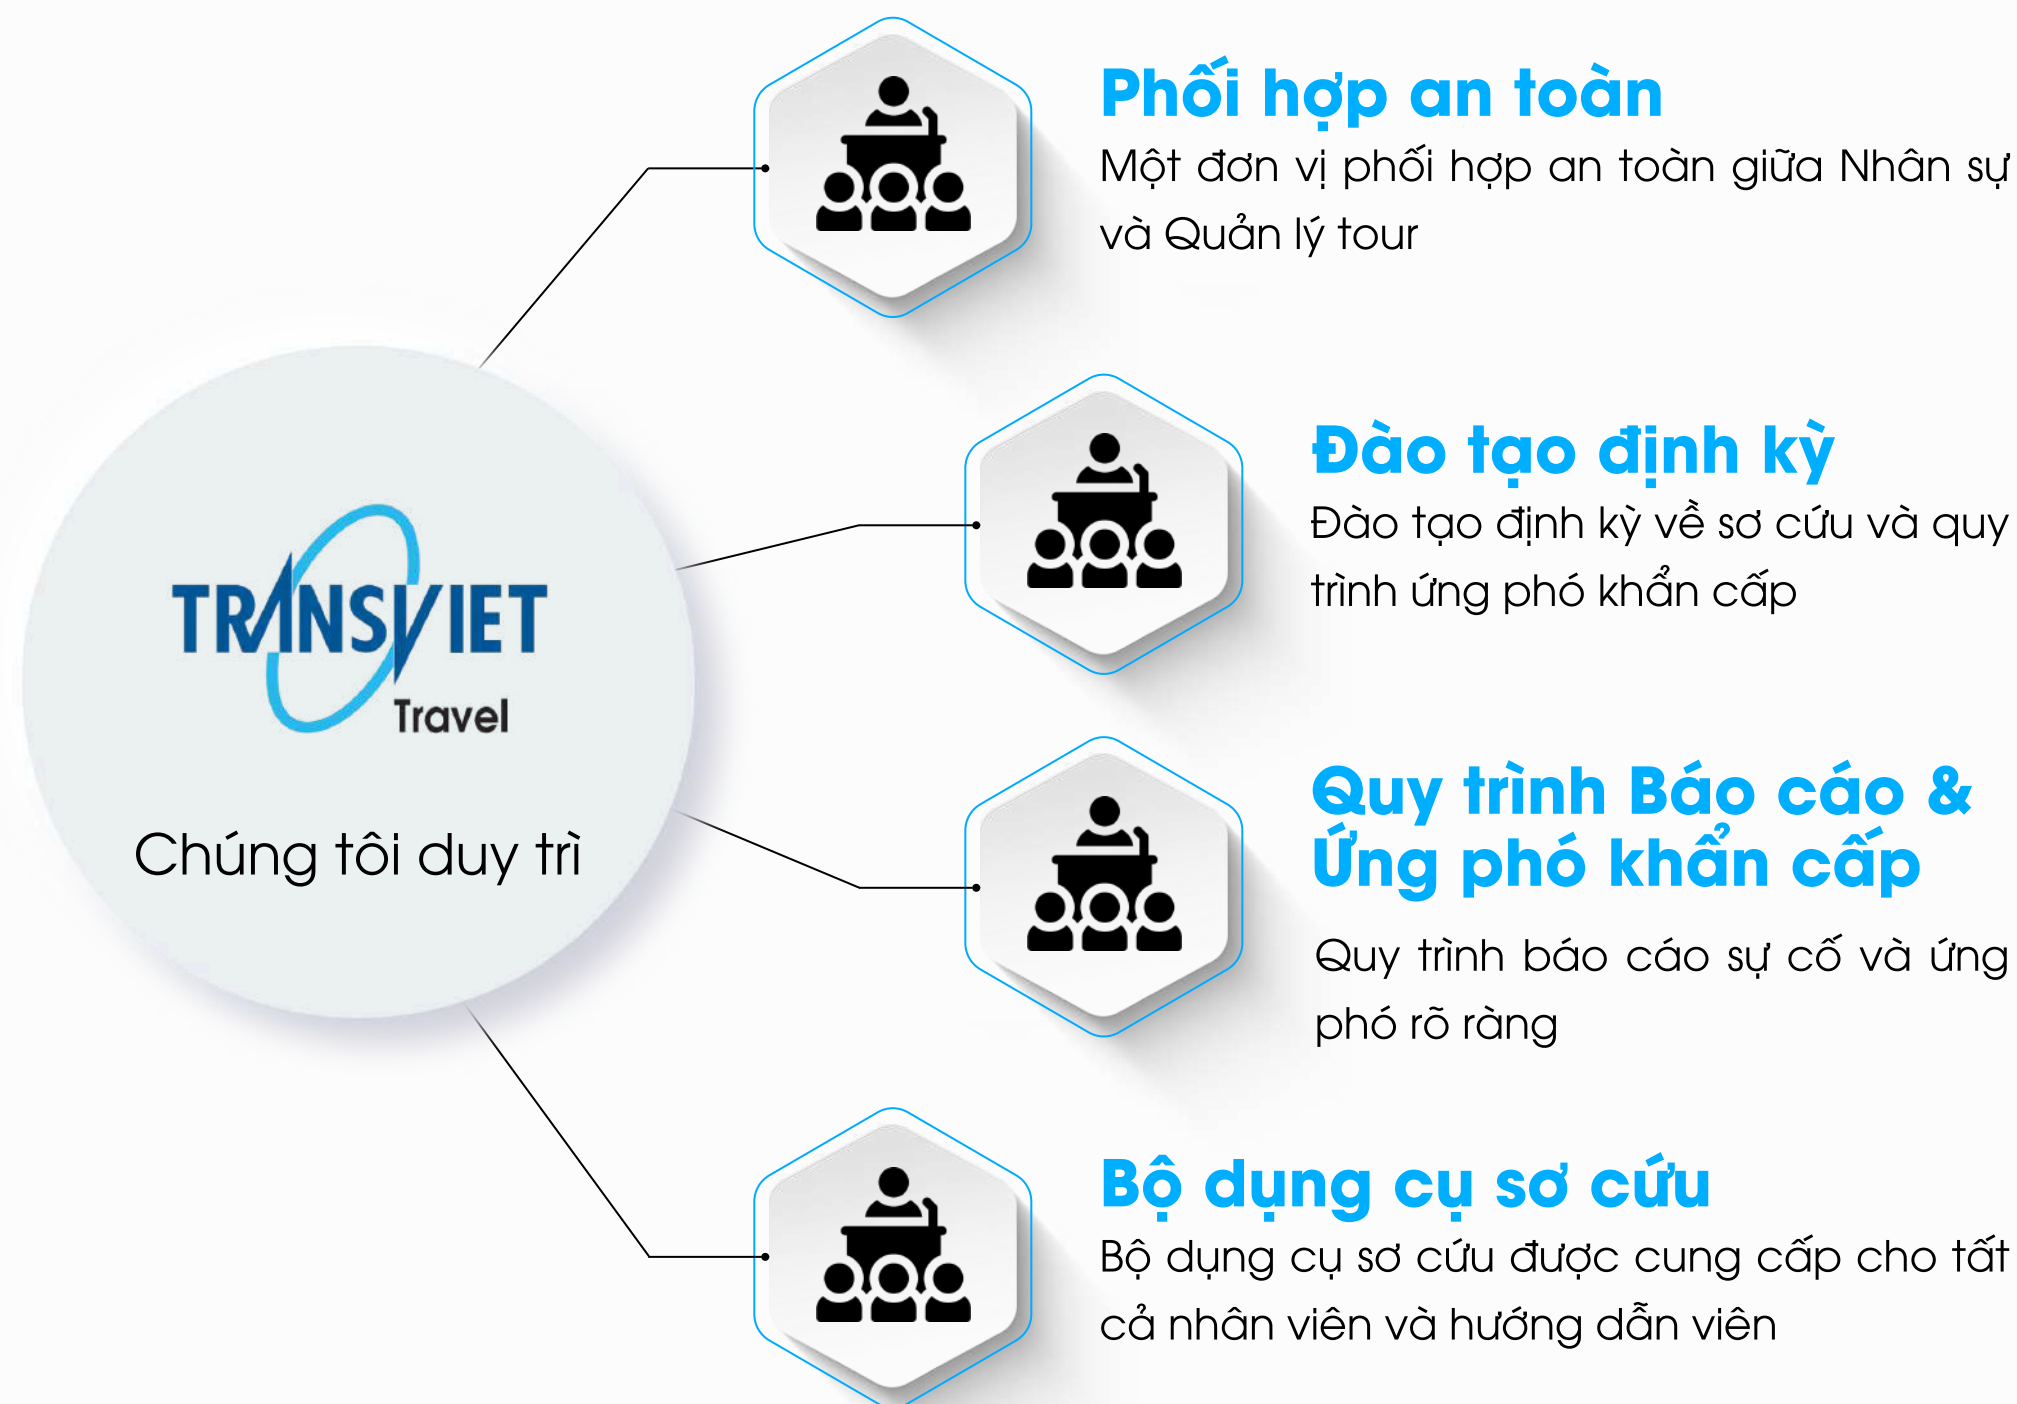 Phối hợp an toàn
Một đơn vị phối hợp an toàn giữa Nhân sự
và Quản lý tour
Đào tạo định kỳ
Đào tạo định kỳ về sơ cứu và quy
trình ứng phó khẩn cấp
TRANSVIET
Travel
Chúng tôi duy trì
Quy trình Báo cáo &
Ứng phó khẩn cấp
Quy trình báo cáo sự cố và ứng
phó rõ ràng
Bộ dụng cụ sơ cứu
Bộ dụng cụ sơ cứu được cung cấp cho tất
cả nhân viên và hướng dẫn viên